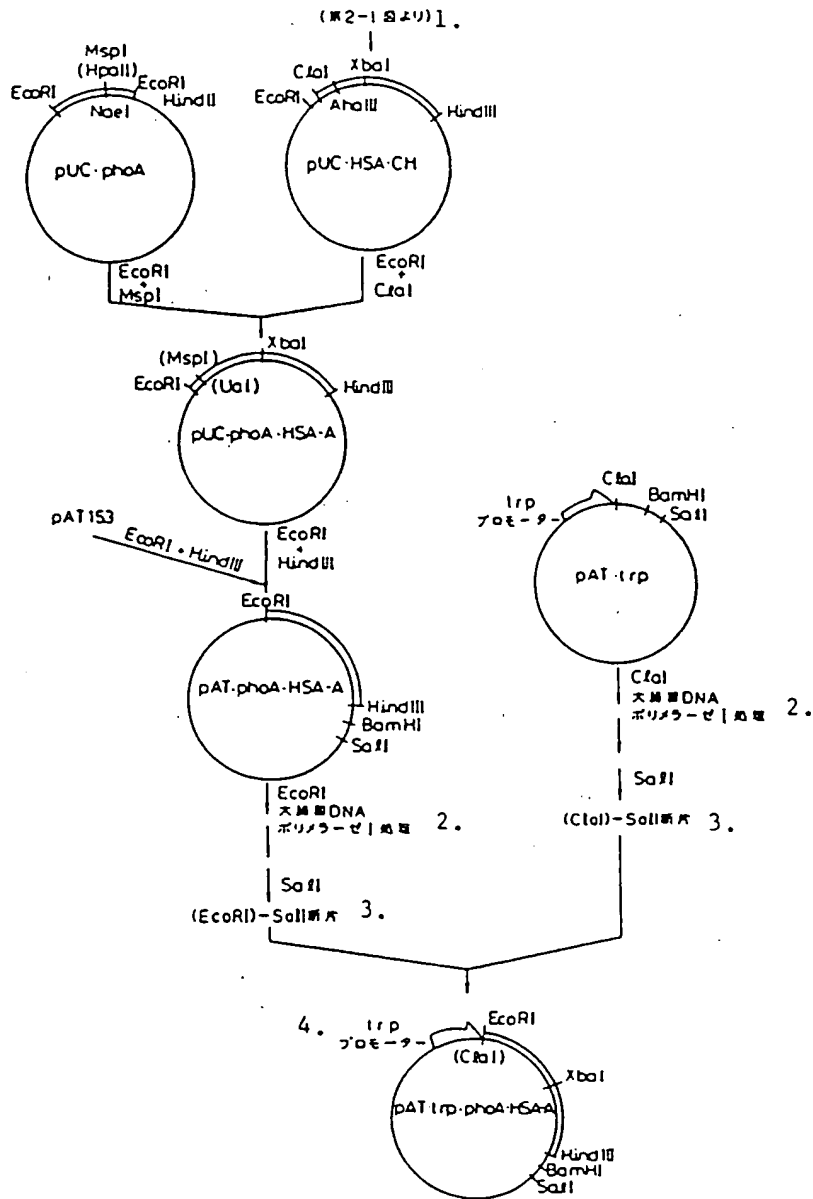 (第2-1図より) 1.
MspI
(HpaII)
EcoRI
EcoRI
HindII
NaeI
pUC·phoA
EcoRI
+
MspI
XbaI
ClaI
EcoRI
AhaIII
HindIII
pUC·HSA·CH
EcoRI
+
ClaI
XbaI
(MspI)
EcoRI
(UaI)
HindIII
pUC-phoA·HSA-A
pAT153
EcoRI + HindIII
EcoRI
+
HindIII
EcoRI
pAT-phoA-HSA-A
HindIII
BamHI
SalI
EcoRI
大腸菌DNA
ポリメラーゼI処理 2.
SalI
(EcoRI)-SalI断片 3.
trp
プロモーター
ClaI
BamHI
SalI
pAT·trp
ClaI
大腸菌DNA
ポリメラーゼI処理 2.
SalI
(ClaI)-SalI断片 3.
4. trp
プロモーター
EcoRI
(ClaI)
XbaI
pAT·trp·phoA·HSA-A
HindIII
BamHI
SalI